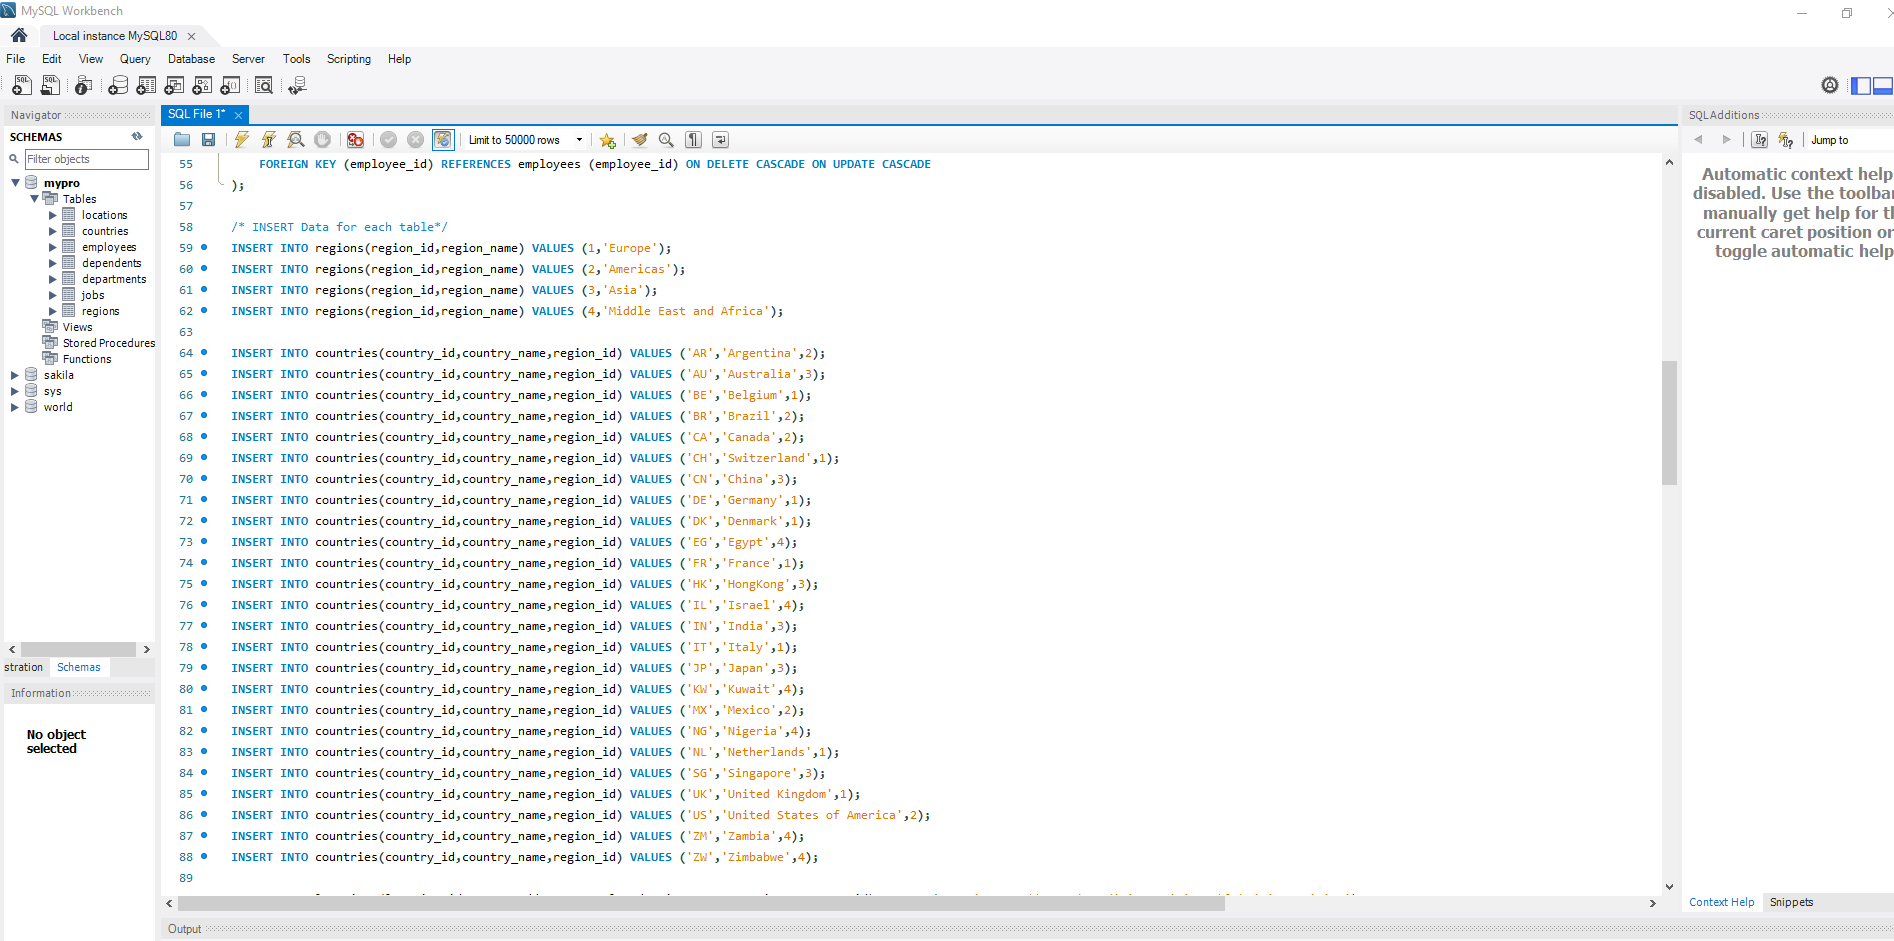 MySQL Workbench
Local instance MySQL80
File Edit View Query Database Server Tools Scripting Help
Navigator
SCHEMAS
Filter objects
mypro
Tables
locations
countries
employees
dependents
departments
jobs
regions
Views
Stored Procedures
Functions
sakila
sys
world
stration Schemas
Information
No object
selected
SQL File 1*
Limit to 50000 rows
55 FOREIGN KEY (employee_id) REFERENCES employees (employee_id) ON DELETE CASCADE ON UPDATE CASCADE
56 );
57
58 /* INSERT Data for each table*/
59 INSERT INTO regions(region_id,region_name) VALUES (1,'Europe');
60 INSERT INTO regions(region_id,region_name) VALUES (2,'Americas');
61 INSERT INTO regions(region_id,region_name) VALUES (3,'Asia');
62 INSERT INTO regions(region_id,region_name) VALUES (4,'Middle East and Africa');
63
64 INSERT INTO countries(country_id,country_name,region_id) VALUES ('AR','Argentina',2);
65 INSERT INTO countries(country_id,country_name,region_id) VALUES ('AU','Australia',3);
66 INSERT INTO countries(country_id,country_name,region_id) VALUES ('BE','Belgium',1);
67 INSERT INTO countries(country_id,country_name,region_id) VALUES ('BR','Brazil',2);
68 INSERT INTO countries(country_id,country_name,region_id) VALUES ('CA','Canada',2);
69 INSERT INTO countries(country_id,country_name,region_id) VALUES ('CH','Switzerland',1);
70 INSERT INTO countries(country_id,country_name,region_id) VALUES ('CN','China',3);
71 INSERT INTO countries(country_id,country_name,region_id) VALUES ('DE','Germany',1);
72 INSERT INTO countries(country_id,country_name,region_id) VALUES ('DK','Denmark',1);
73 INSERT INTO countries(country_id,country_name,region_id) VALUES ('EG','Egypt',4);
74 INSERT INTO countries(country_id,country_name,region_id) VALUES ('FR','France',1);
75 INSERT INTO countries(country_id,country_name,region_id) VALUES ('HK','HongKong',3);
76 INSERT INTO countries(country_id,country_name,region_id) VALUES ('IL','Israel',4);
77 INSERT INTO countries(country_id,country_name,region_id) VALUES ('IN','India',3);
78 INSERT INTO countries(country_id,country_name,region_id) VALUES ('IT','Italy',1);
79 INSERT INTO countries(country_id,country_name,region_id) VALUES ('JP','Japan',3);
80 INSERT INTO countries(country_id,country_name,region_id) VALUES ('KW','Kuwait',4);
81 INSERT INTO countries(country_id,country_name,region_id) VALUES ('MX','Mexico',2);
82 INSERT INTO countries(country_id,country_name,region_id) VALUES ('NG','Nigeria',4);
83 INSERT INTO countries(country_id,country_name,region_id) VALUES ('NL','Netherlands',1);
84 INSERT INTO countries(country_id,country_name,region_id) VALUES ('SG','Singapore',3);
85 INSERT INTO countries(country_id,country_name,region_id) VALUES ('UK','United Kingdom',1);
86 INSERT INTO countries(country_id,country_name,region_id) VALUES ('US','United States of America',2);
87 INSERT INTO countries(country_id,country_name,region_id) VALUES ('ZM','Zambia',4);
88 INSERT INTO countries(country_id,country_name,region_id) VALUES ('ZW','Zimbabwe',4);
89
Output
SQLAdditions
Jump to
Automatic context help
disabled. Use the toolbar
manually get help for th
current caret position or
toggle automatic help
Context Help Snippets